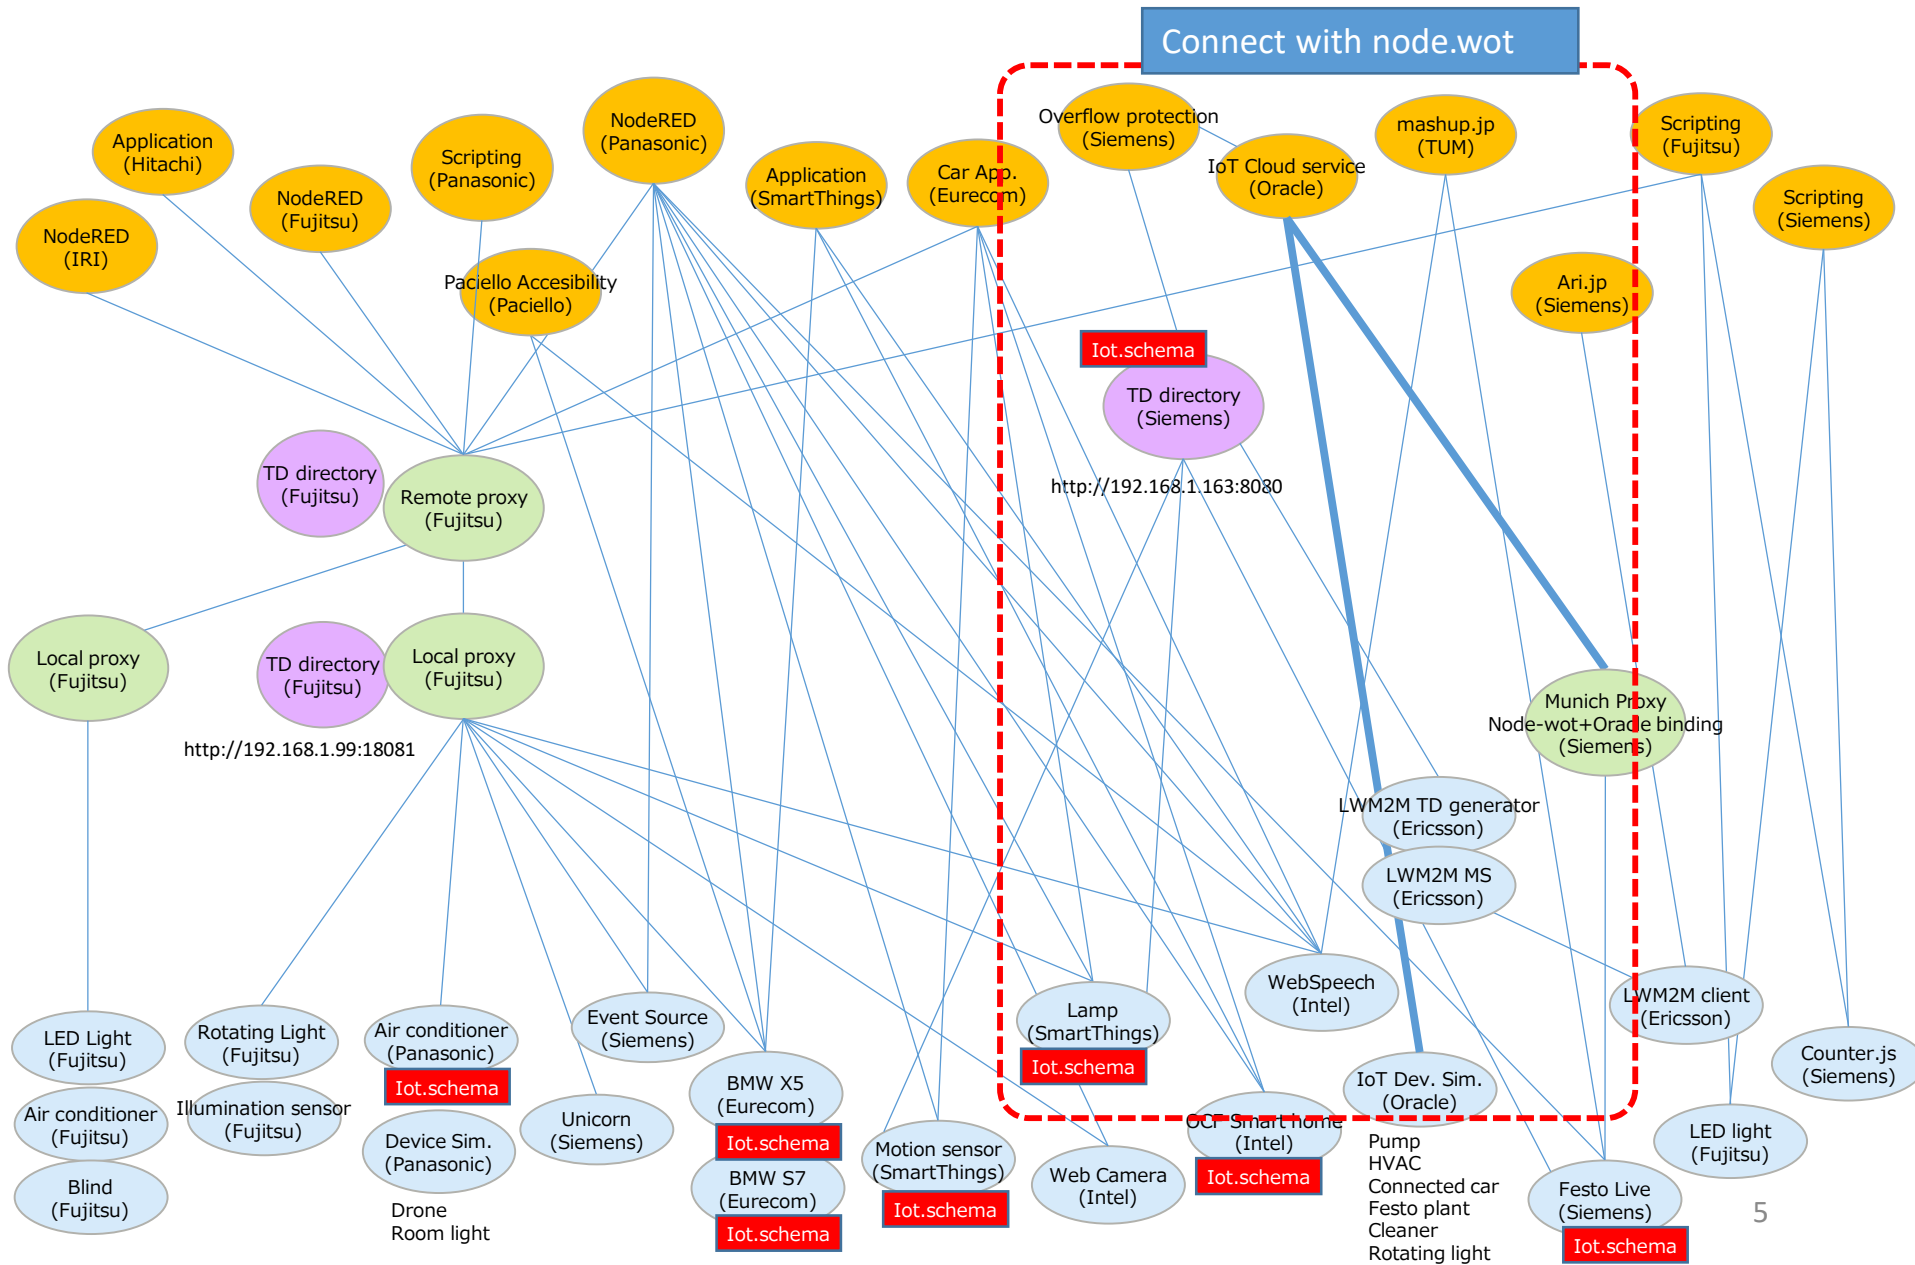 Connect with node.wot
Application
(Hitachi)
NodeRED
(IRI)
NodeRED
(Fujitsu)
Scripting
(Panasonic)
NodeRED
(Panasonic)
Paciello Accesibility
(Paciello)
Application
(SmartThings)
Car App.
(Eurecom)
Overflow protection
(Siemens)
IoT Cloud service
(Oracle)
mashup.jp
(TUM)
Scripting
(Fujitsu)
Scripting
(Siemens)
Ari.jp
(Siemens)
Iot.schema
TD directory
(Siemens)
http://192.168.1.163:8080
TD directory
(Fujitsu)
Remote proxy
(Fujitsu)
Local proxy
(Fujitsu)
TD directory
(Fujitsu)
Local proxy
(Fujitsu)
http://192.168.1.99:18081
Munich Proxy
Node-wot+Oracle binding
(Siemens)
LWM2M TD generator
(Ericsson)
LWM2M MS
(Ericsson)
WebSpeech
(Intel)
LWM2M client
(Ericsson)
LED Light
(Fujitsu)
Air conditioner
(Fujitsu)
Blind
(Fujitsu)
Rotating Light
(Fujitsu)
Illumination sensor
(Fujitsu)
Air conditioner
(Panasonic)
Iot.schema
Device Sim.
(Panasonic)
Drone
Room light
Event Source
(Siemens)
Unicorn
(Siemens)
BMW X5
(Eurecom)
Iot.schema
BMW S7
(Eurecom)
Iot.schema
Motion sensor
(SmartThings)
Iot.schema
Lamp
(SmartThings)
Iot.schema
Web Camera
(Intel)
OCF Smart home
(Intel)
Iot.schema
IoT Dev. Sim.
(Oracle)
Pump
HVAC
Connected car
Festo plant
Cleaner
Rotating light
Festo Live
(Siemens)
Iot.schema
LED light
(Fujitsu)
Counter.js
(Siemens)
5